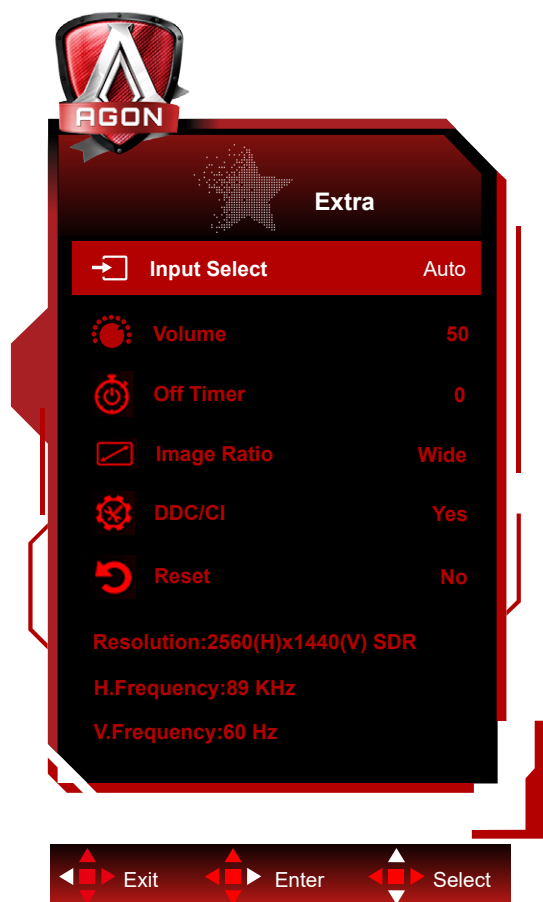 AGON
Extra
Input Select Auto
Volume 50
Off Timer 0
Image Ratio Wide
DDC/CI Yes
Reset No
Resolution:2560(H)x1440(V) SDR
H.Frequency:89 KHz
V.Frequency:60 Hz
Exit Enter Select